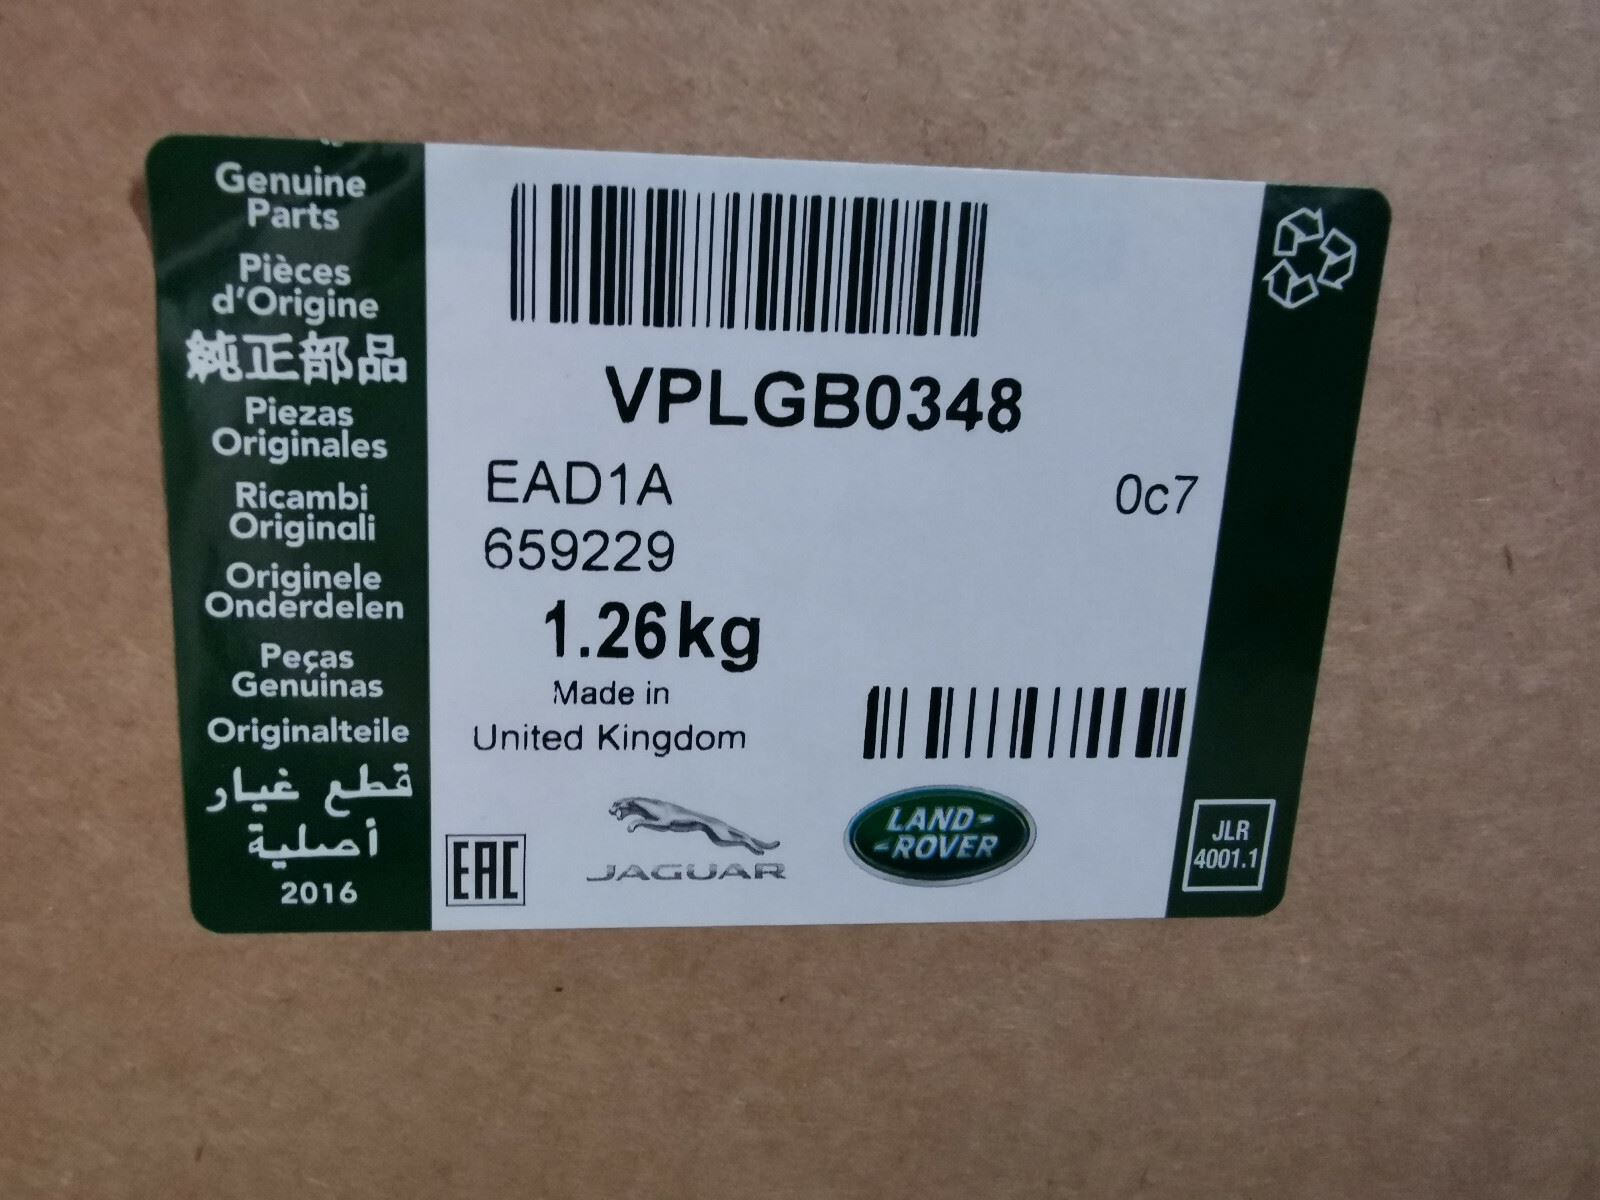 Genuine
Parts
Pièces
d'Origine
純正部品
Piezas
Originales
Ricambi
Originali
Originele
Onderdelen
Peças
Genuinas
Originalteile
قطع غيار
أصلية
2016
VPLGB0348
EAD1A
0c7
659229
1.26kg
Made in
United Kingdom
EAC
JAGUAR
LAND-
-ROVER
JLR
4001.1